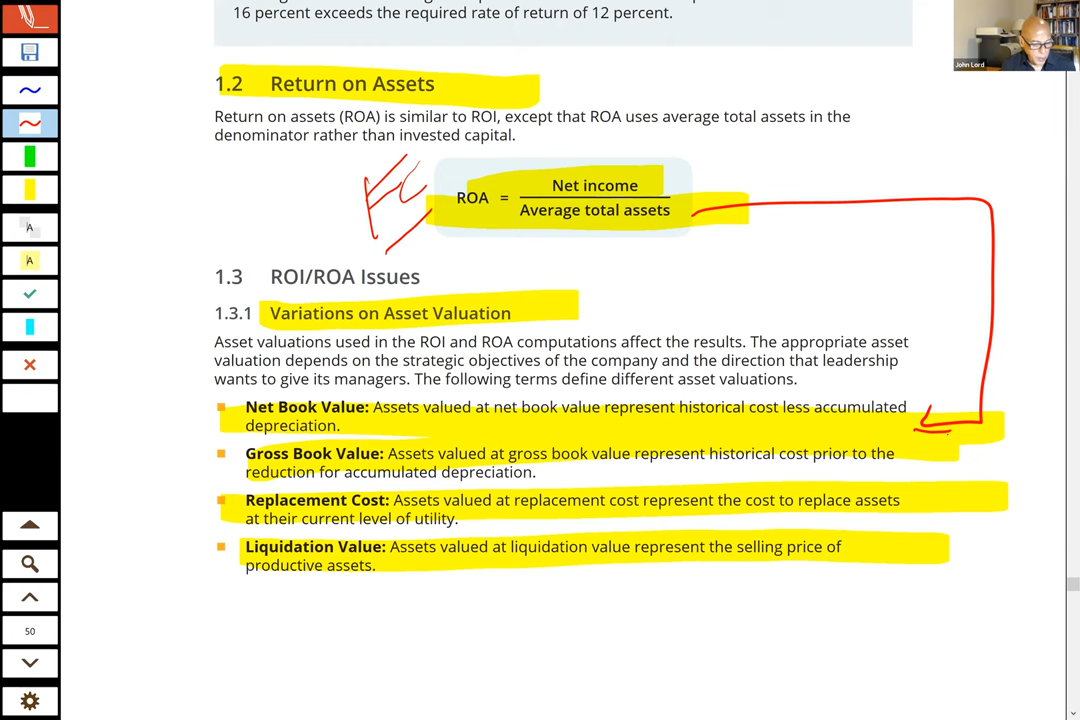 16 percent exceeds the required rate of return of 12 percent.
John Lord
1.2 Return on Assets
Return on assets (ROA) is similar to ROI, except that ROA uses average total assets in the
denominator rather than invested capital.
ROA = Net income
Average total assets
1.3 ROI/ROA Issues
1.3.1 Variations on Asset Valuation
Asset valuations used in the ROI and ROA computations affect the results. The appropriate asset
valuation depends on the strategic objectives of the company and the direction that leadership
wants to give its managers. The following terms define different asset valuations.
Net Book Value: Assets valued at net book value represent historical cost less accumulated
depreciation.
Gross Book Value: Assets valued at gross book value represent historical cost prior to the
reduction for accumulated depreciation.
Replacement Cost: Assets valued at replacement cost represent the cost to replace assets
at their current level of utility.
Liquidation Value: Assets valued at liquidation value represent the selling price of
productive assets.
A
A
50